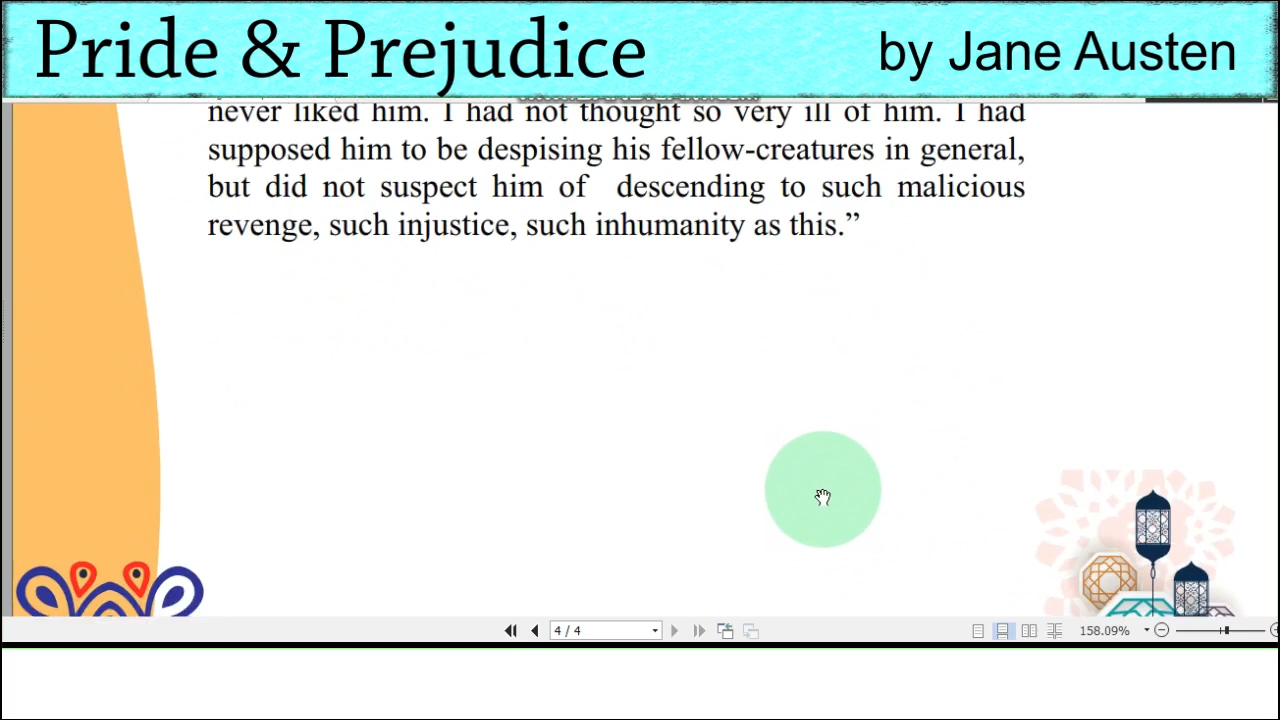 Pride & Prejudice
by Jane Austen
never liked him. I had not thought so very ill of him. I had
supposed him to be despising his fellow-creatures in general,
but did not suspect him of descending to such malicious
revenge, such injustice, such inhumanity as this.”
4 / 4
158.09%